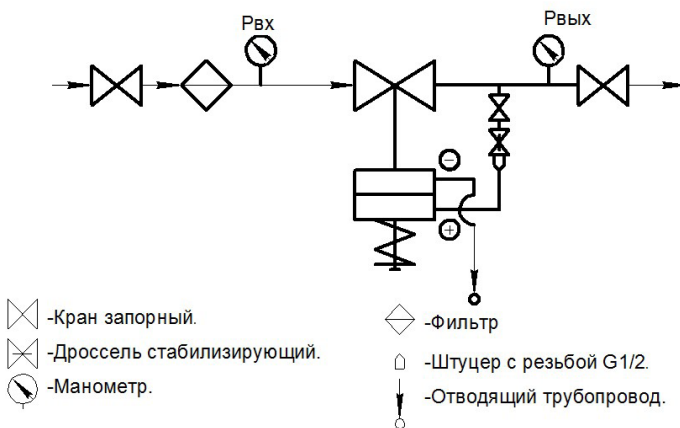 Рвх
Рвых
-Кран запорный.
-Дроссель стабилизирующий.
-Манометр.
-Фильтр
-Штуцер с резьбой G1/2.
-Отводящий трубопровод.